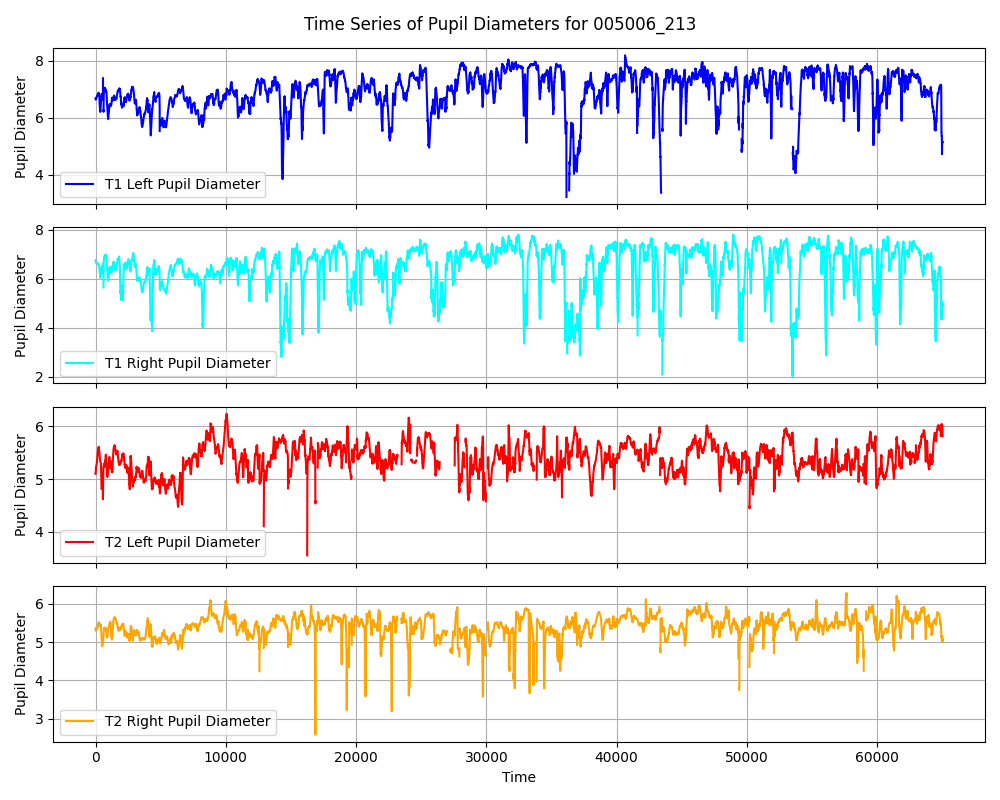 Time Series of Pupil Diameters for 005006_213
8
6
4
Pupil Diameter
T1 Left Pupil Diameter
8
6
4
2
Pupil Diameter
T1 Right Pupil Diameter
6
5
4
Pupil Diameter
T2 Left Pupil Diameter
6
5
4
3
Pupil Diameter
T2 Right Pupil Diameter
0 10000 20000 30000 40000 50000 60000
Time